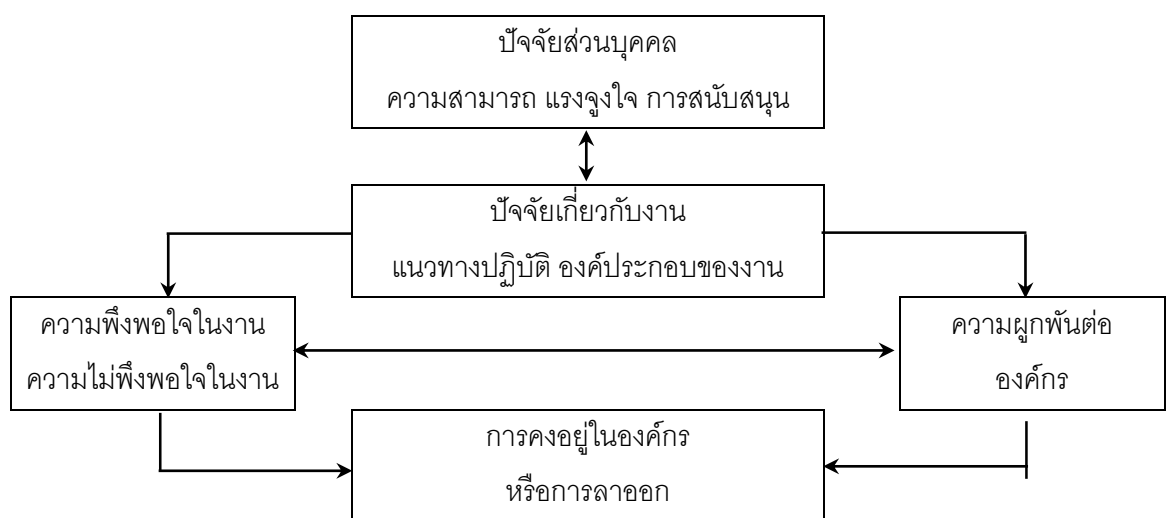 ปัจจัยส่วนบุคคล
ความสามารถ แรงจูงใจ การสนับสนุน
ปัจจัยเกี่ยวกับงาน
แนวทางปฏิบัติ องค์ประกอบของงาน
ความพึงพอใจในงาน
ความไม่พึงพอใจในงาน
ความผูกพันต่อ
องค์กร
การคงอยู่ในองค์กร
หรือการลาออก